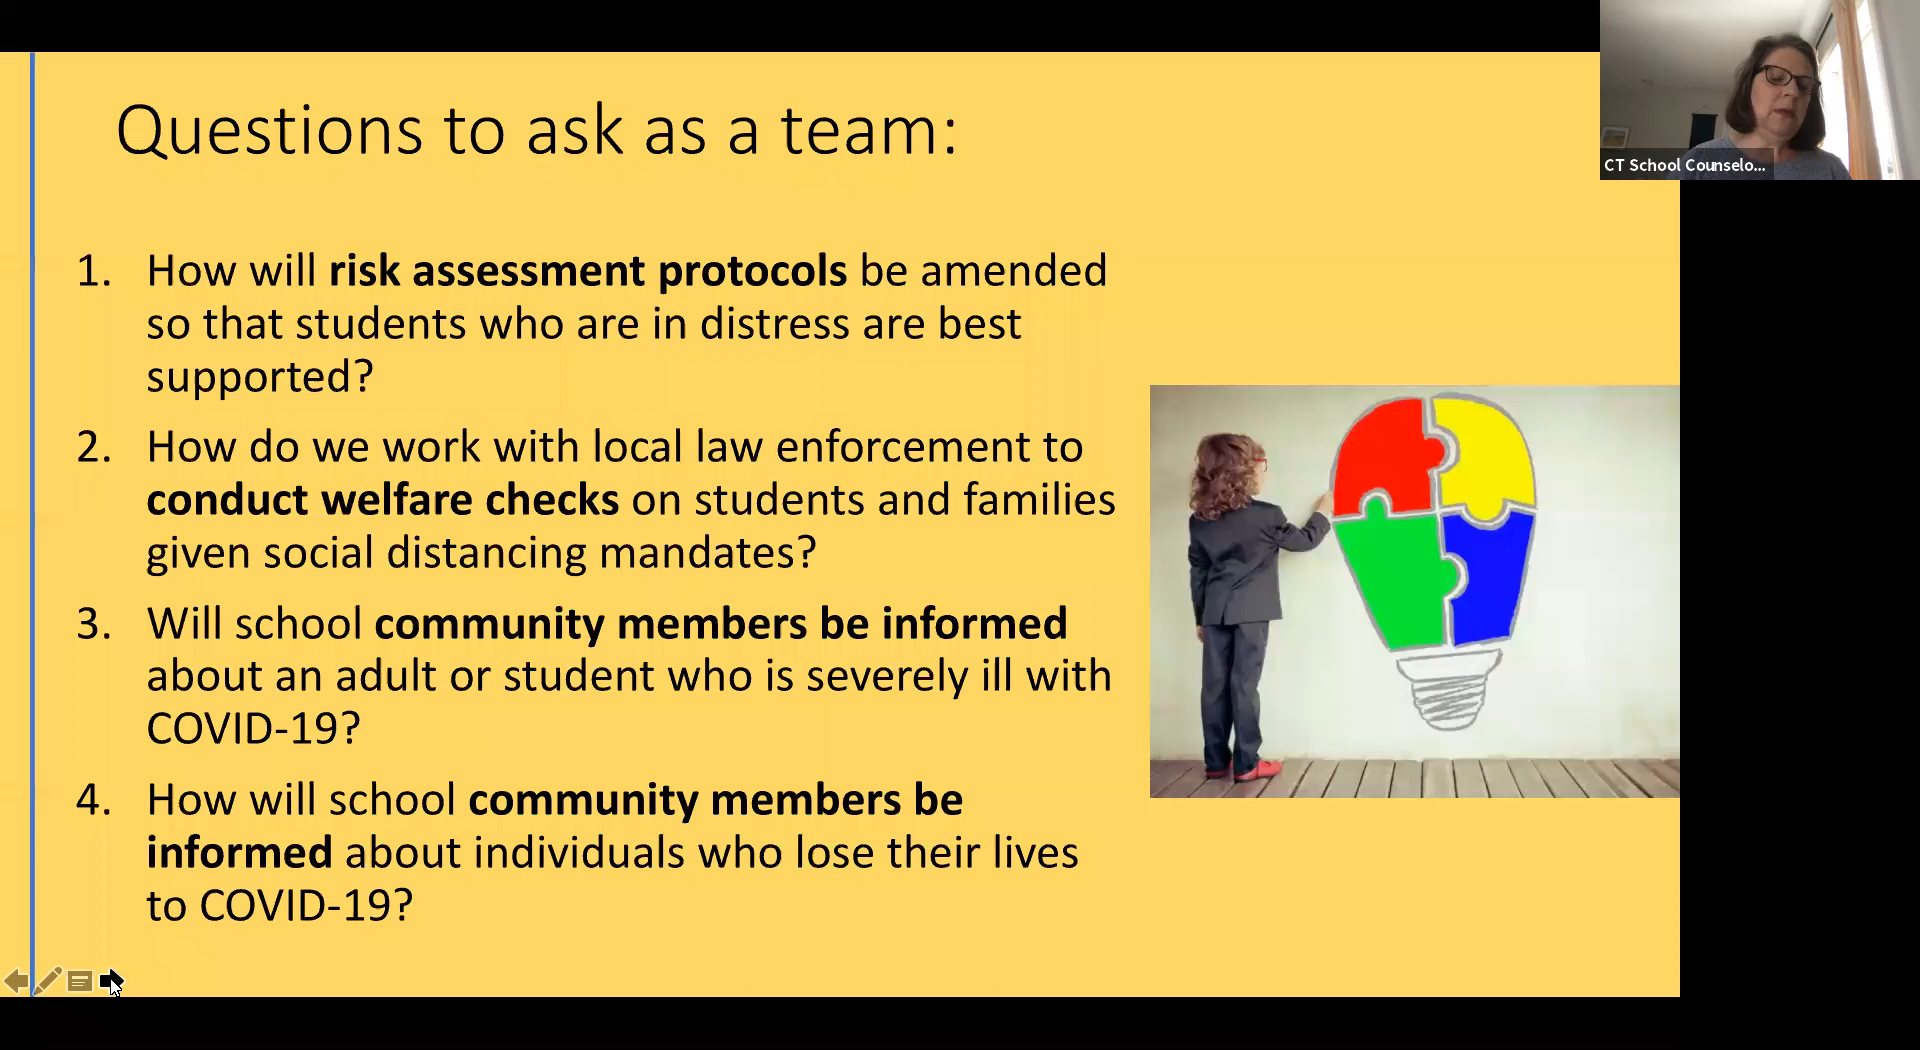 Questions to ask as a team:
CT School Counselo...
1. How will risk assessment protocols be amended
so that students who are in distress are best
supported?
2. How do we work with local law enforcement to
conduct welfare checks on students and families
given social distancing mandates?
3. Will school community members be informed
about an adult or student who is severely ill with
COVID-19?
4. How will school community members be
informed about individuals who lose their lives
to COVID-19?